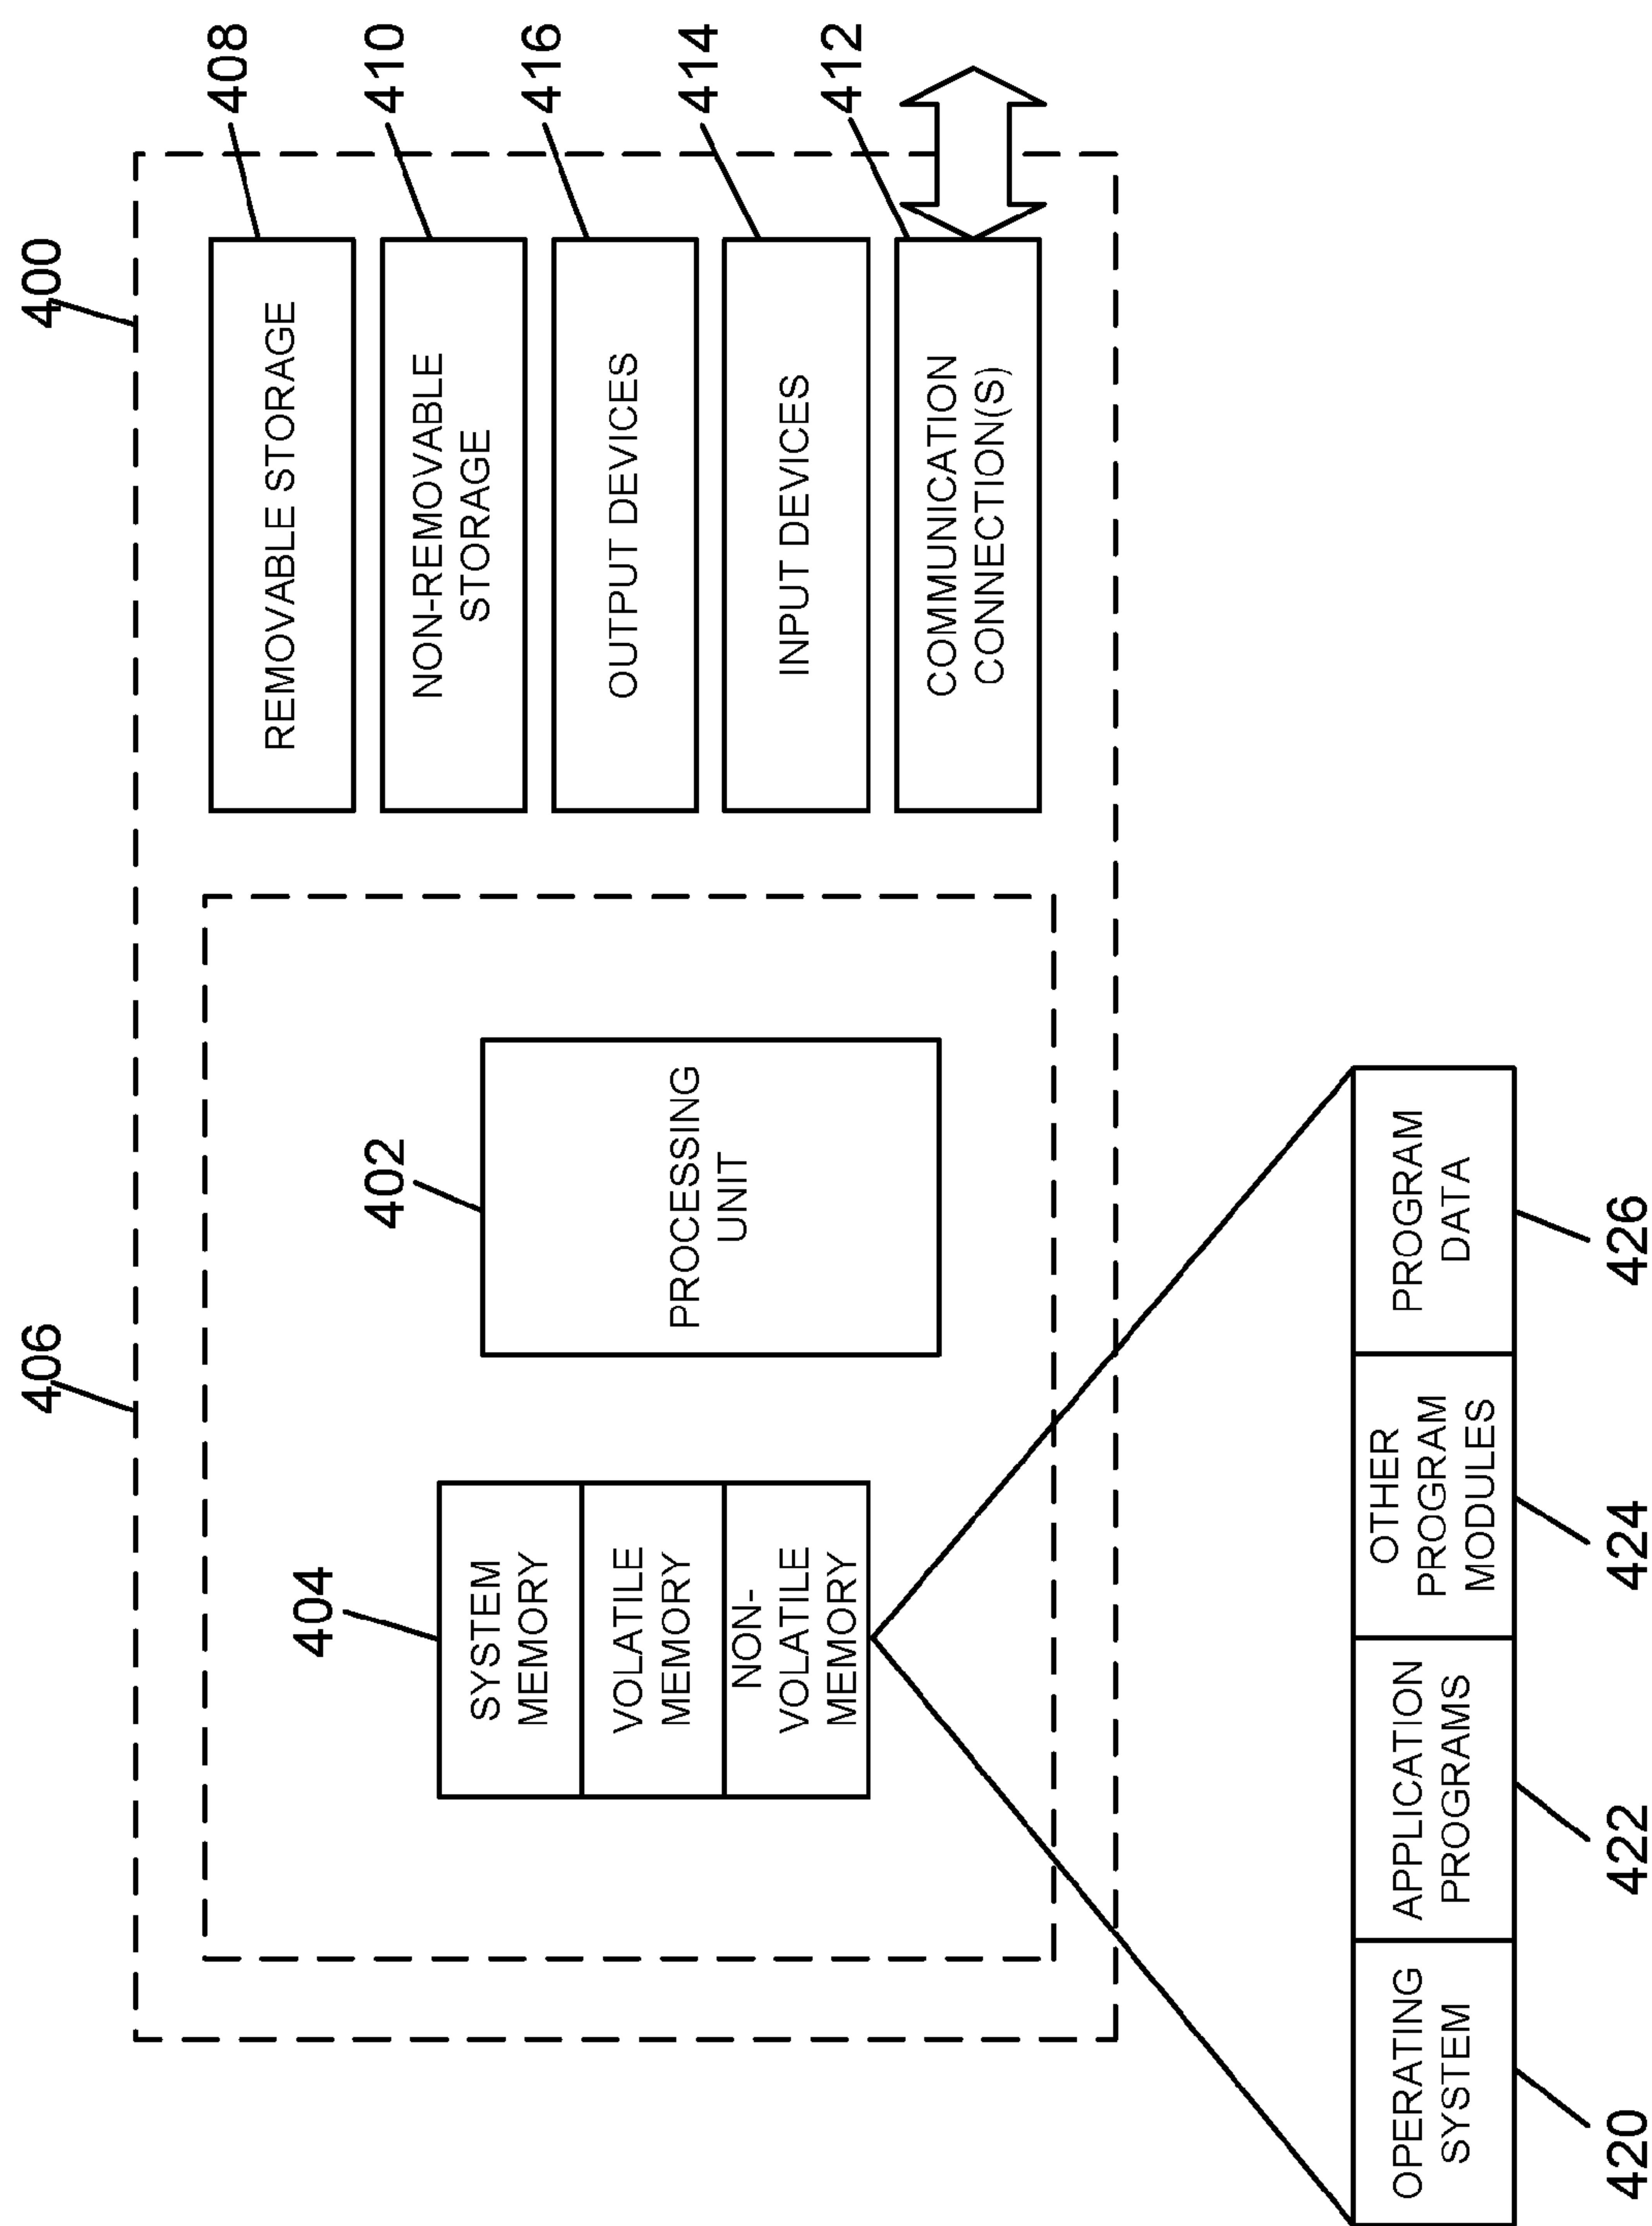 406
400
404
SYSTEM
MEMORY
VOLATILE
MEMORY
NON-
VOLATILE
MEMORY
402
PROCESSING
UNIT
REMOVABLE STORAGE
408
NON-REMOVABLE
STORAGE
410
OUTPUT DEVICES
416
INPUT DEVICES
414
COMMUNICATION
CONNECTION(S)
412
OPERATING
SYSTEM
APPLICATION
PROGRAMS
OTHER
PROGRAM
MODULES
PROGRAM
DATA
420
422
424
426